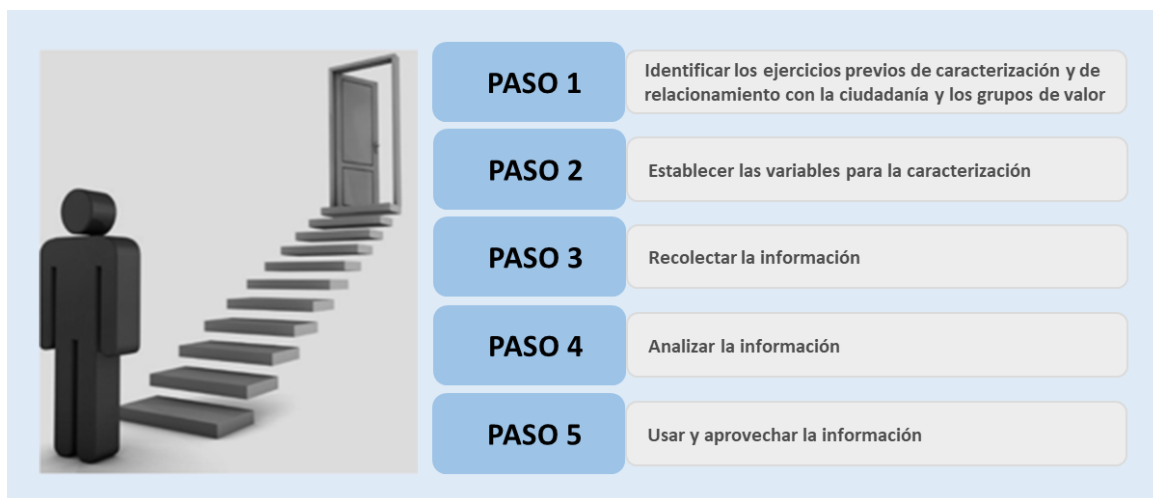 PASO 1
Identificar los ejercicios previos de caracterización y de
relacionamiento con la ciudadanía y los grupos de valor
PASO 2
Establecer las variables para la caracterización
PASO 3
Recolectar la información
PASO 4
Analizar la información
PASO 5
Usar y aprovechar la información